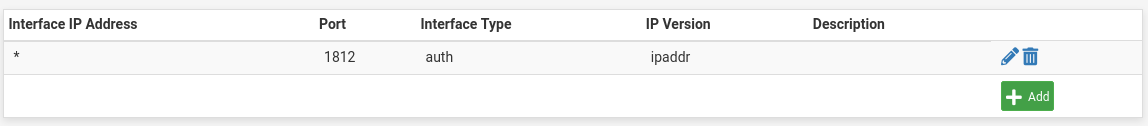 Interface IP Address Port Interface Type IP Version Description
* 1812 auth ipaddr
Add